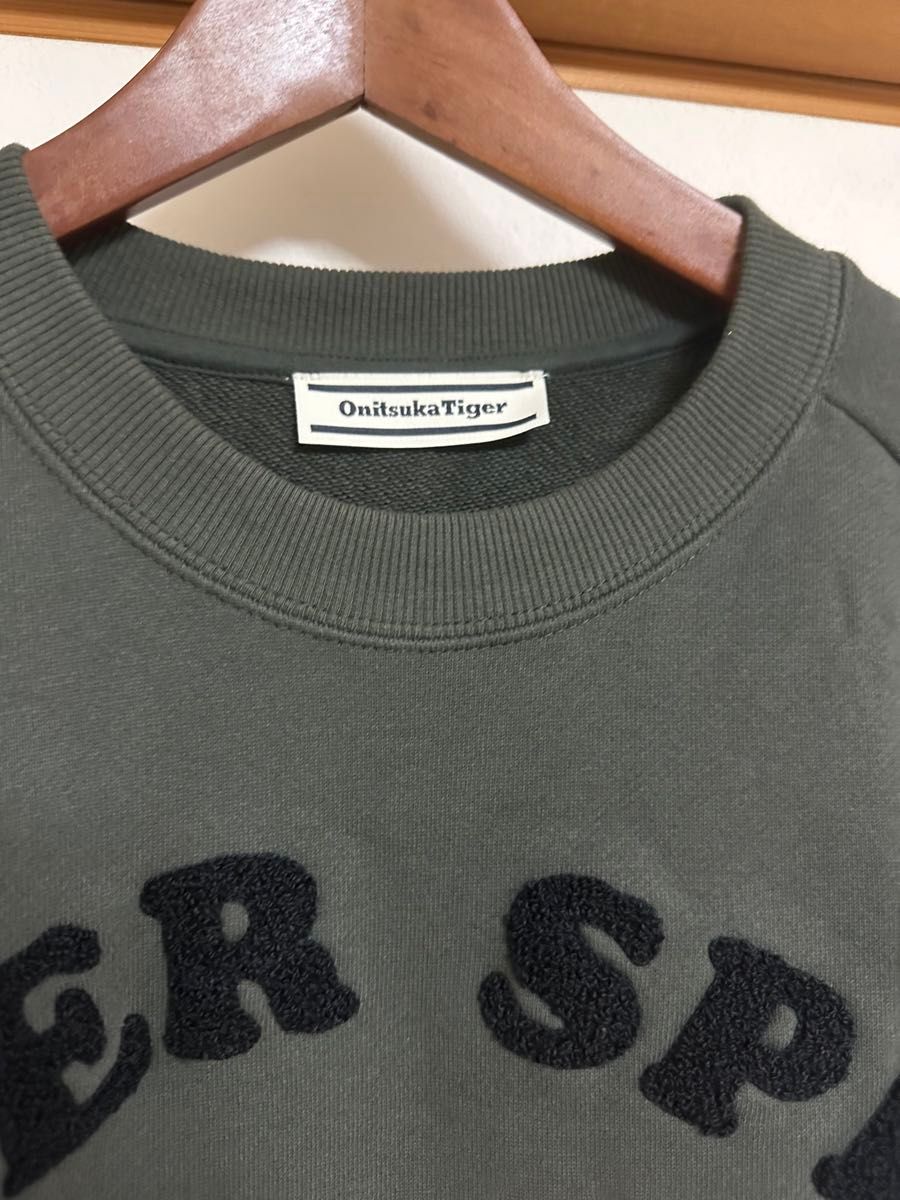 OnitsukaTiger
ER SP